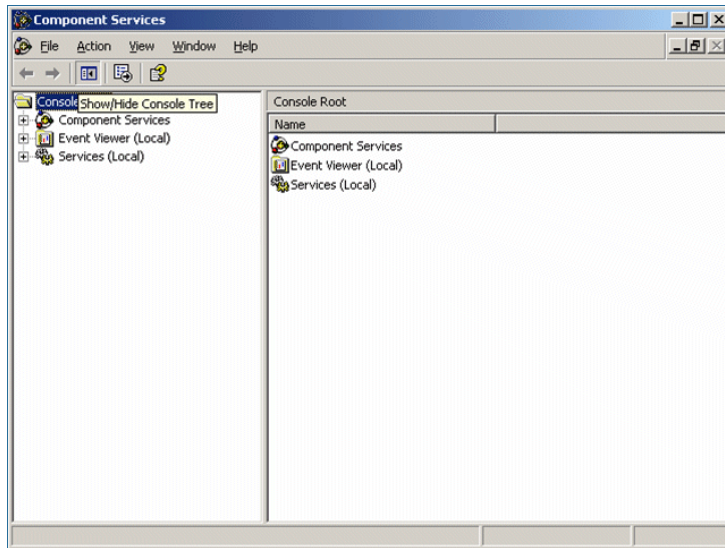 Component Services
File Action View Window Help
Console
Show/Hide Console Tree
Component Services
Event Viewer (Local)
Services (Local)
Console Root
Name
Component Services
Event Viewer (Local)
Services (Local)